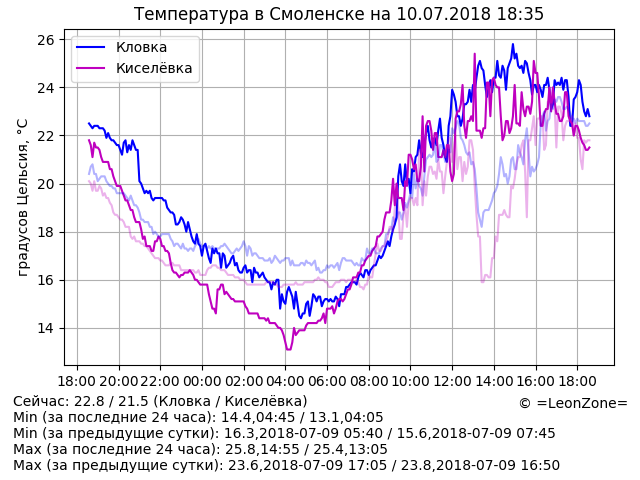 Температура в Смоленске на 10.07.2018 18:35
градусов Цельсия, °C
26
24
22
20
18
16
14
Кловка
Киселёвка
18:00 20:00 22:00 00:00 02:00 04:00 06:00 08:00 10:00 12:00 14:00 16:00 18:00
Сейчас: 22.8 / 21.5 (Кловка / Киселёвка)
© =LeonZone=
Min (за последние 24 часа): 14.4,04:45 / 13.1,04:05
Min (за предыдущие сутки): 16.3,2018-07-09 05:40 / 15.6,2018-07-09 07:45
Max (за последние 24 часа): 25.8,14:55 / 25.4,13:05
Max (за предыдущие сутки): 23.6,2018-07-09 17:05 / 23.8,2018-07-09 16:50